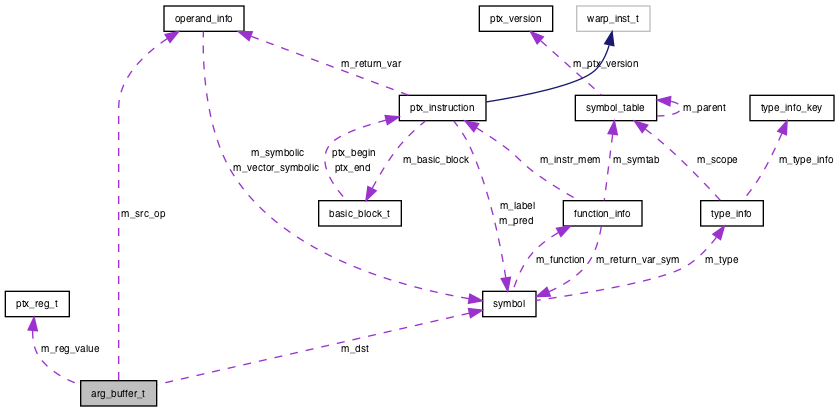 operand_info
ptx_version
warp_inst_t
m_return_var
m_ptx_version
ptx_instruction
symbol_table
m_parent
type_info_key
m_symbolic
m_vector_symbolic
ptx_begin
ptx_end
m_basic_block
m_instr_mem
m_symtab
m_scope
m_type_info
m_src_op
basic_block_t
m_label
m_pred
function_info
type_info
m_function
m_return_var_sym
m_type
ptx_reg_t
symbol
m_reg_value
m_dst
arg_buffer_t